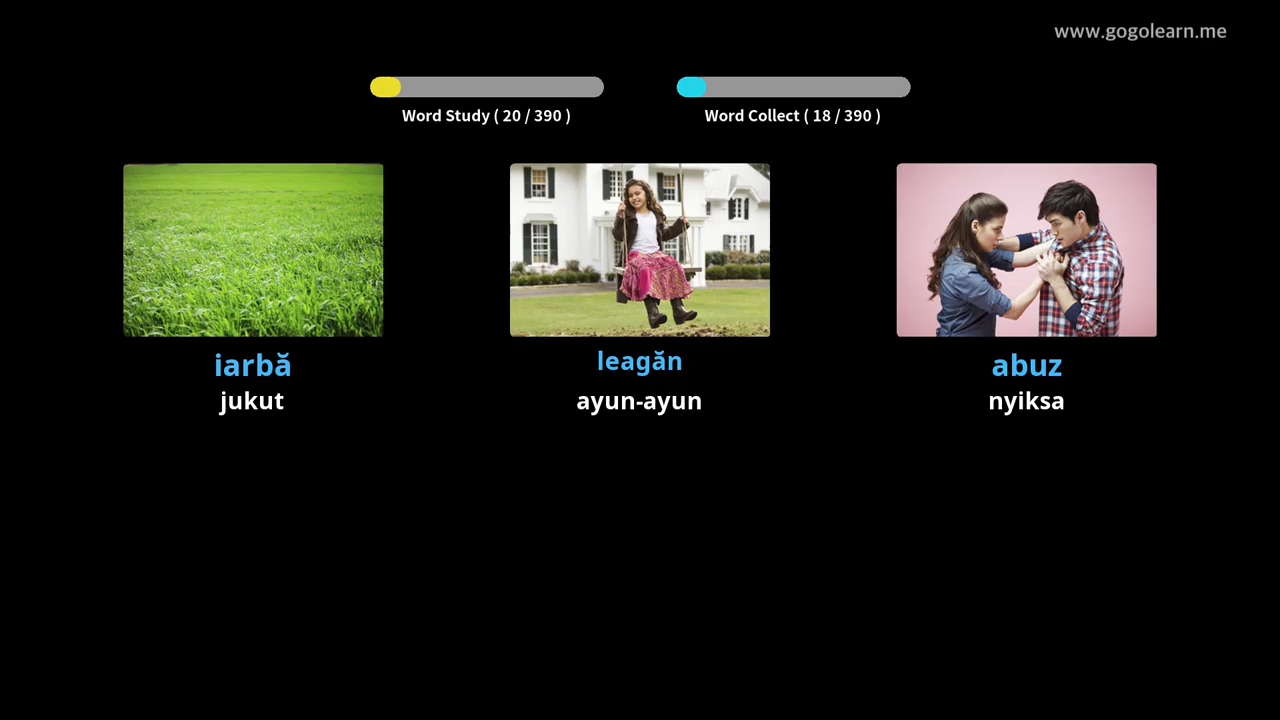 www.gogolearn.me
Word Study ( 20 / 390 )
Word Collect ( 18 / 390 )
iarbă
leagăn
abuz
jukut
ayun-ayun
nyiksa